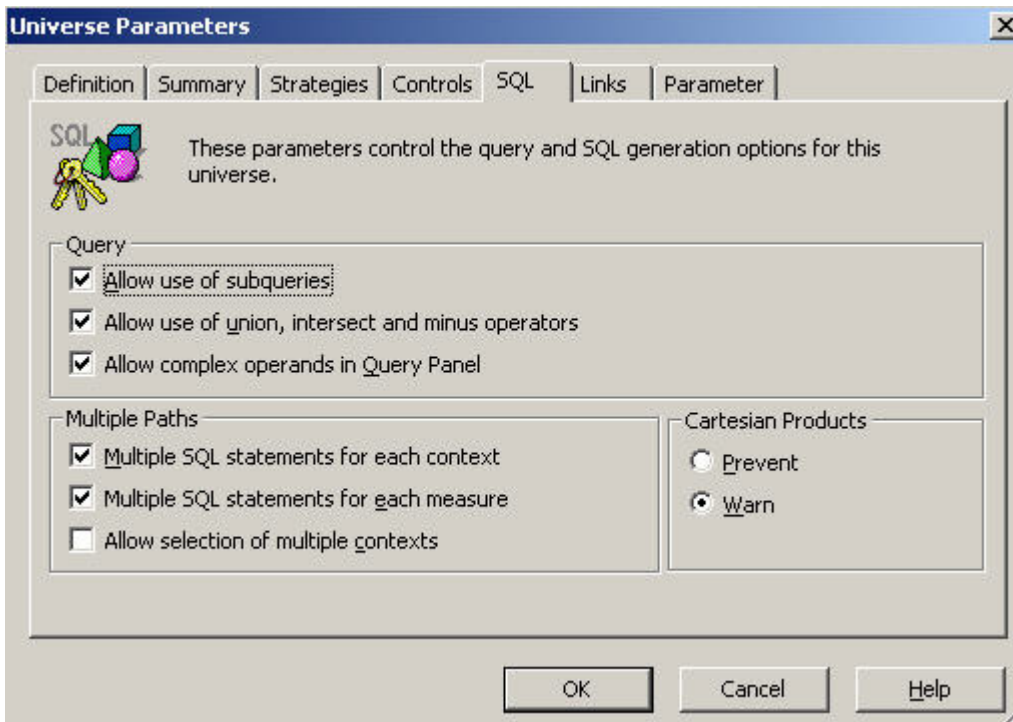 Universe Parameters
Definition Summary Strategies Controls SQL Links Parameter
SQL
These parameters control the query and SQL generation options for this
universe.
Query
Allow use of subqueries
Allow use of union, intersect and minus operators
Allow complex operands in Query Panel
Multiple Paths
Multiple SQL statements for each context
Multiple SQL statements for each measure
Allow selection of multiple contexts
Cartesian Products
Prevent
Warn
OK Cancel Help